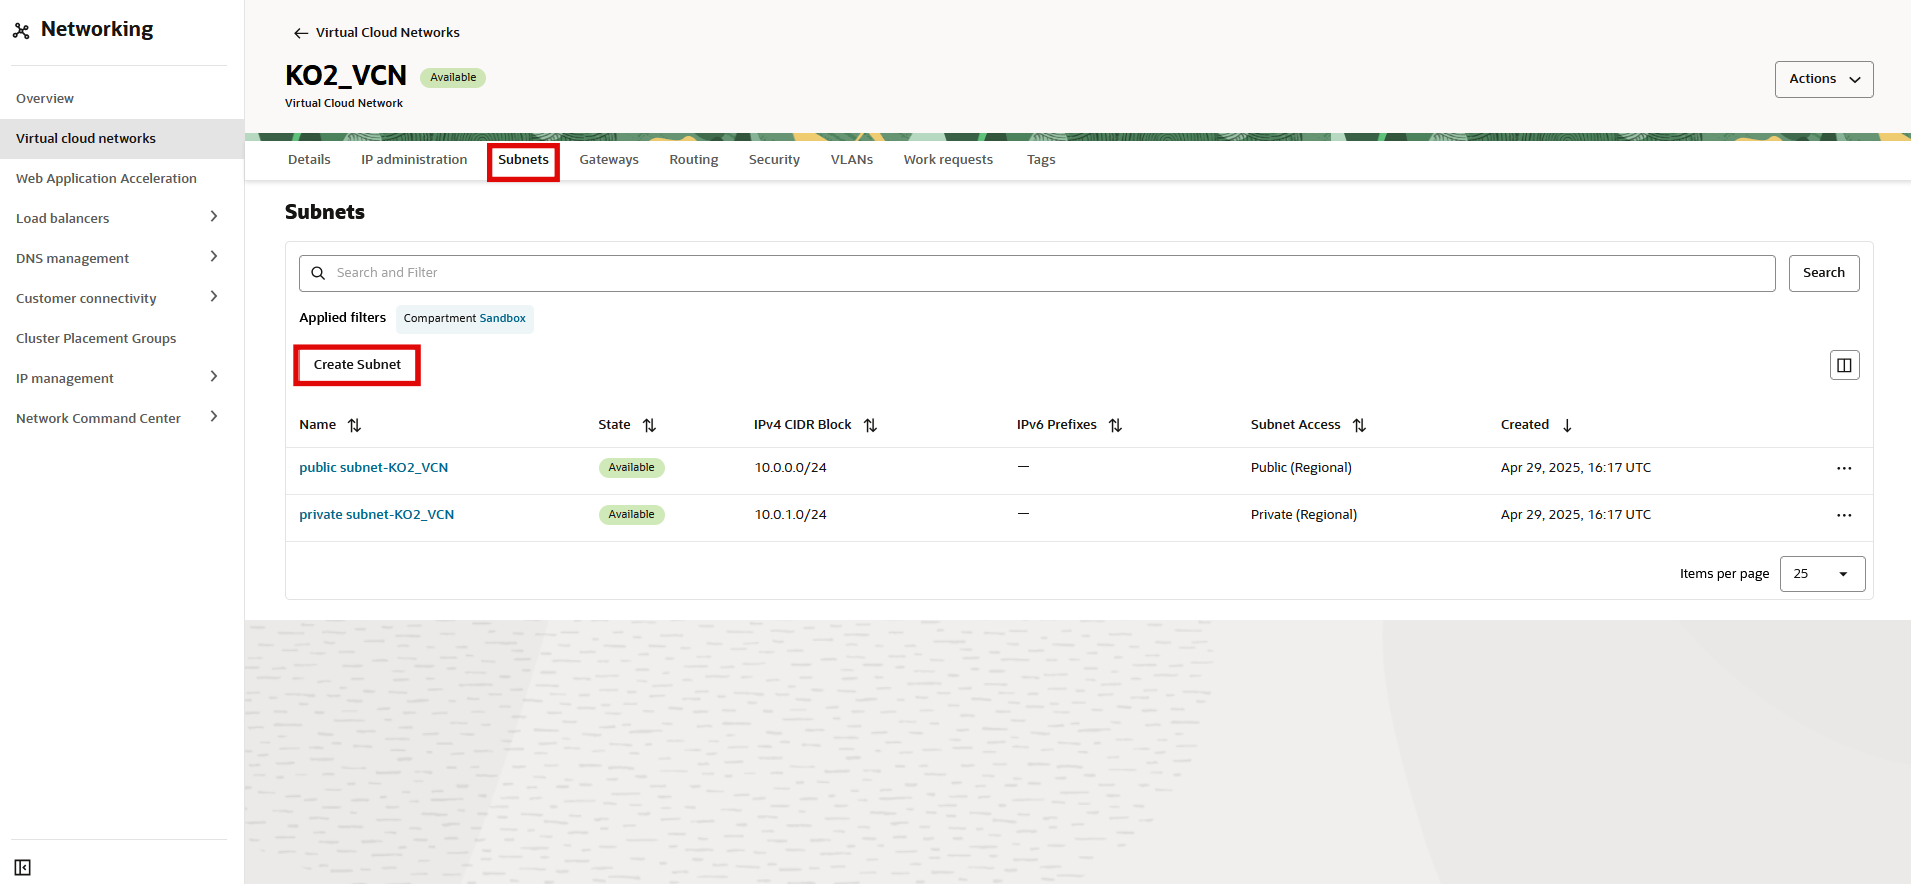 Networking
Overview
Virtual cloud networks
Web Application Acceleration
Load balancers
DNS management
Customer connectivity
Cluster Placement Groups
IP management
Network Command Center
Virtual Cloud Networks
KO2_VCN Available
Virtual Cloud Network
Actions
Details IP administration Subnets Gateways Routing Security VLANs Work requests Tags
Subnets
Search and Filter Search
Applied filters Compartment Sandbox
Create Subnet
Name State IPv4 CIDR Block IPv6 Prefixes Subnet Access Created
public subnet-KO2_VCN Available 10.0.0.0/24 — Public (Regional) Apr 29, 2025, 16:17 UTC
private subnet-KO2_VCN Available 10.0.1.0/24 — Private (Regional) Apr 29, 2025, 16:17 UTC
Items per page 25